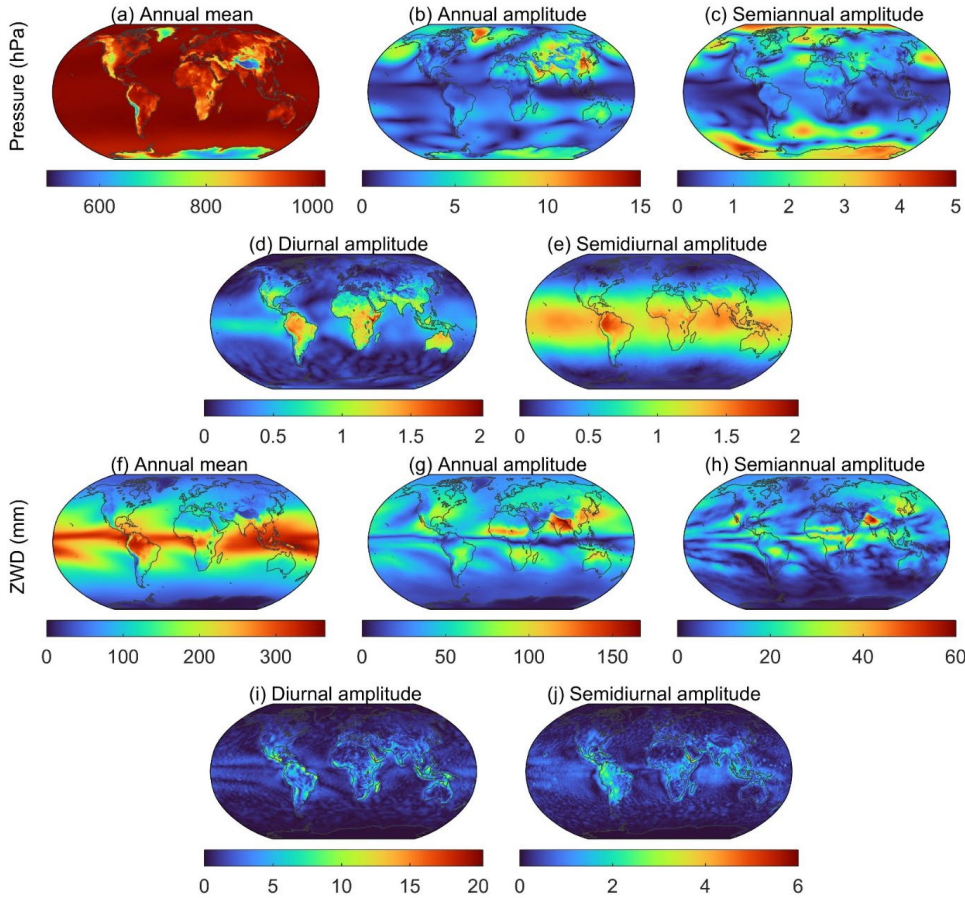 (a) Annual mean
(b) Annual amplitude
(c) Semiannual amplitude
Pressure (hPa)
600 800 1000
0 5 10 15
0 1 2 3 4 5
(d) Diurnal amplitude
(e) Semidiurnal amplitude
0 0.5 1 1.5 2
0 0.5 1 1.5 2
(f) Annual mean
(g) Annual amplitude
(h) Semiannual amplitude
ZWD (mm)
0 100 200 300
0 50 100 150
0 20 40 60
(i) Diurnal amplitude
(j) Semidiurnal amplitude
0 5 10 15 20
0 2 4 6